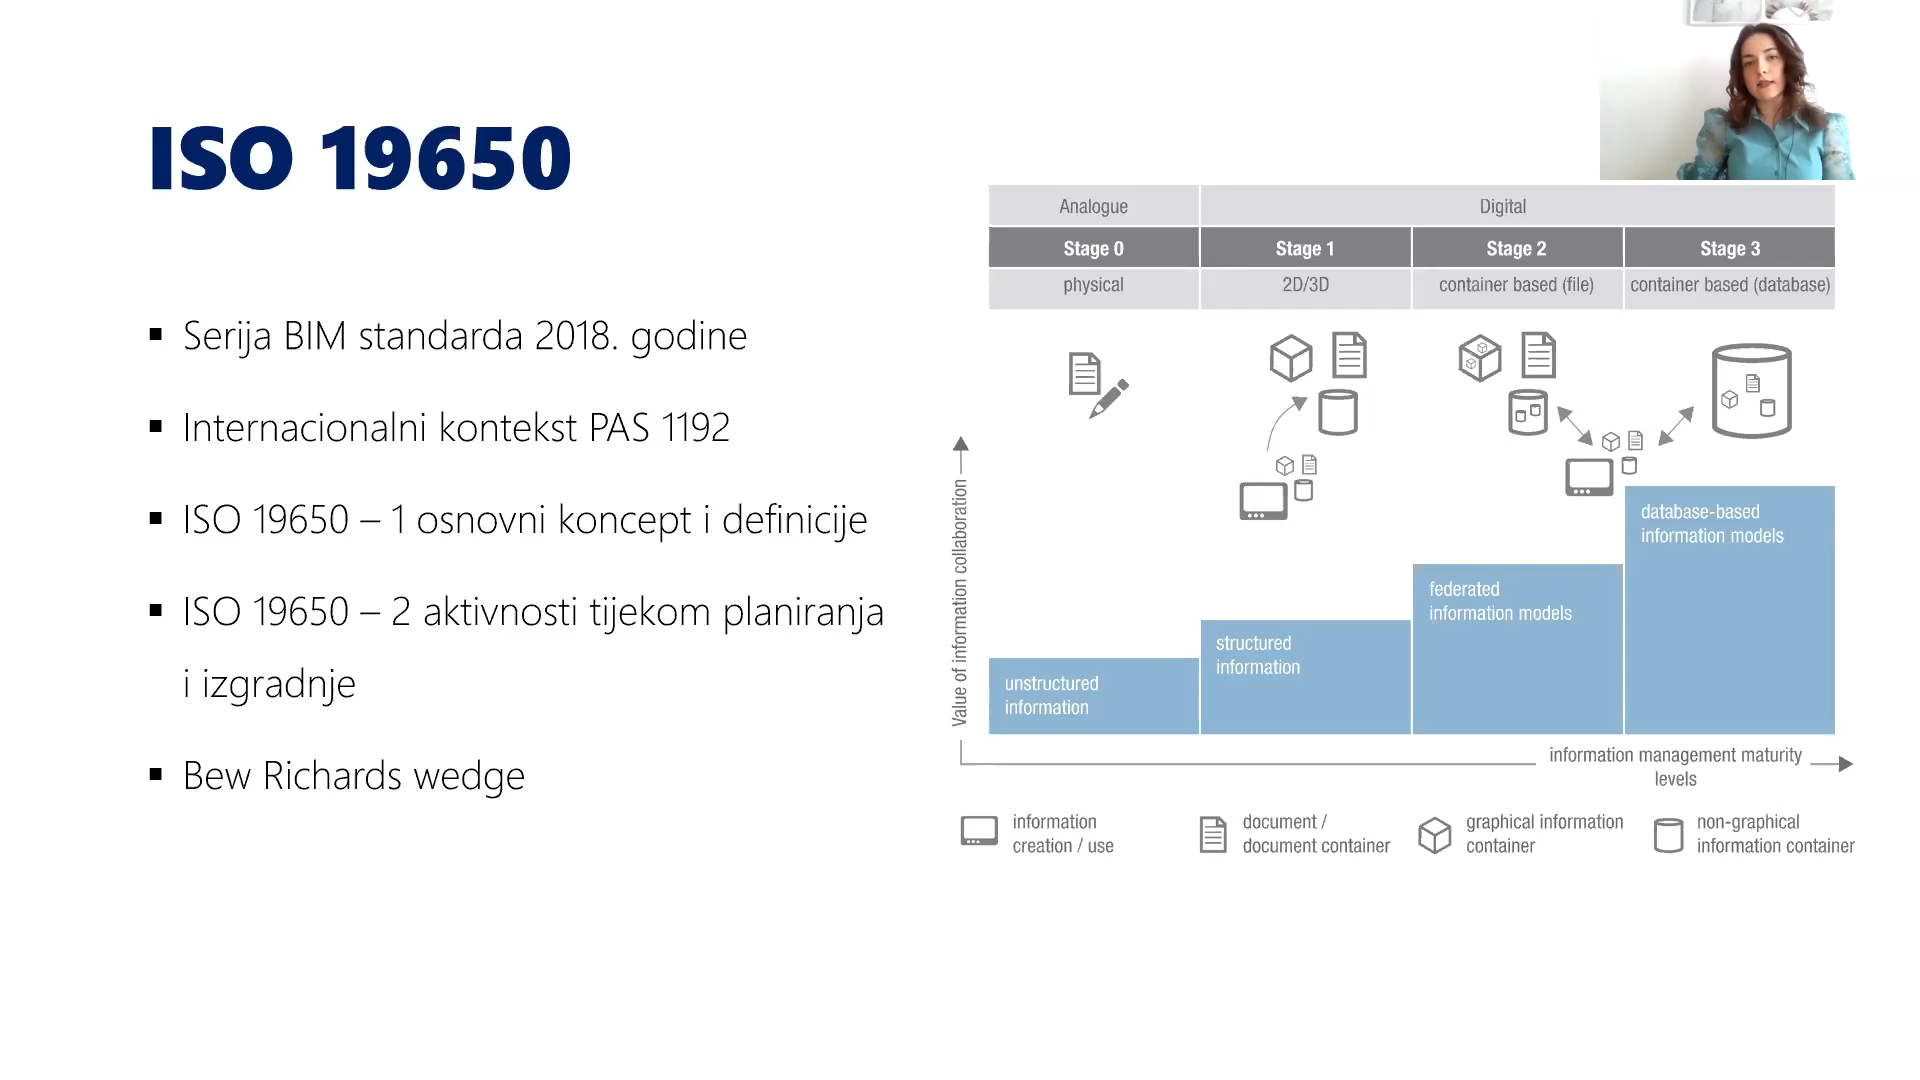 ISO 19650
▪ Serija BIM standarda 2018. godine
▪ Internacionalni kontekst PAS 1192
▪ ISO 19650 – 1 osnovni koncept i definicije
▪ ISO 19650 – 2 aktivnosti tijekom planiranja
i izgradnje
▪ Bew Richards wedge
Analogue
Digital
Stage 0
Stage 1
Stage 2
Stage 3
physical
2D/3D
container based (file)
container based (database)
Value of information collaboration
unstructured
information
structured
information
federated
information models
database-based
information models
information management maturity
levels
information
creation / use
document /
document container
graphical information
container
non-graphical
information container